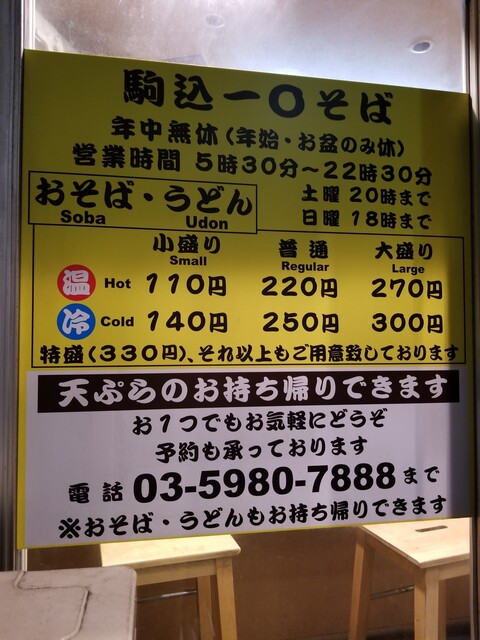 駒込一〇そば
年中無休(年始・お盆のみ休)
営業時間 5時30分〜22時30分
土曜 20時まで
日曜 18時まで
おそば・うどん
Soba Udon
小盛り 普通 大盛り
Small Regular Large
温 Hot 110円 220円 270円
冷 Cold 140円 250円 300円
特盛(330円)、それ以上もご用意致しております
天ぷらのお持ち帰りできます
お1つでもお気軽にどうぞ
予約も承っております
電話 03-5980-7888まで
※おそば・うどんもお持ち帰りできます